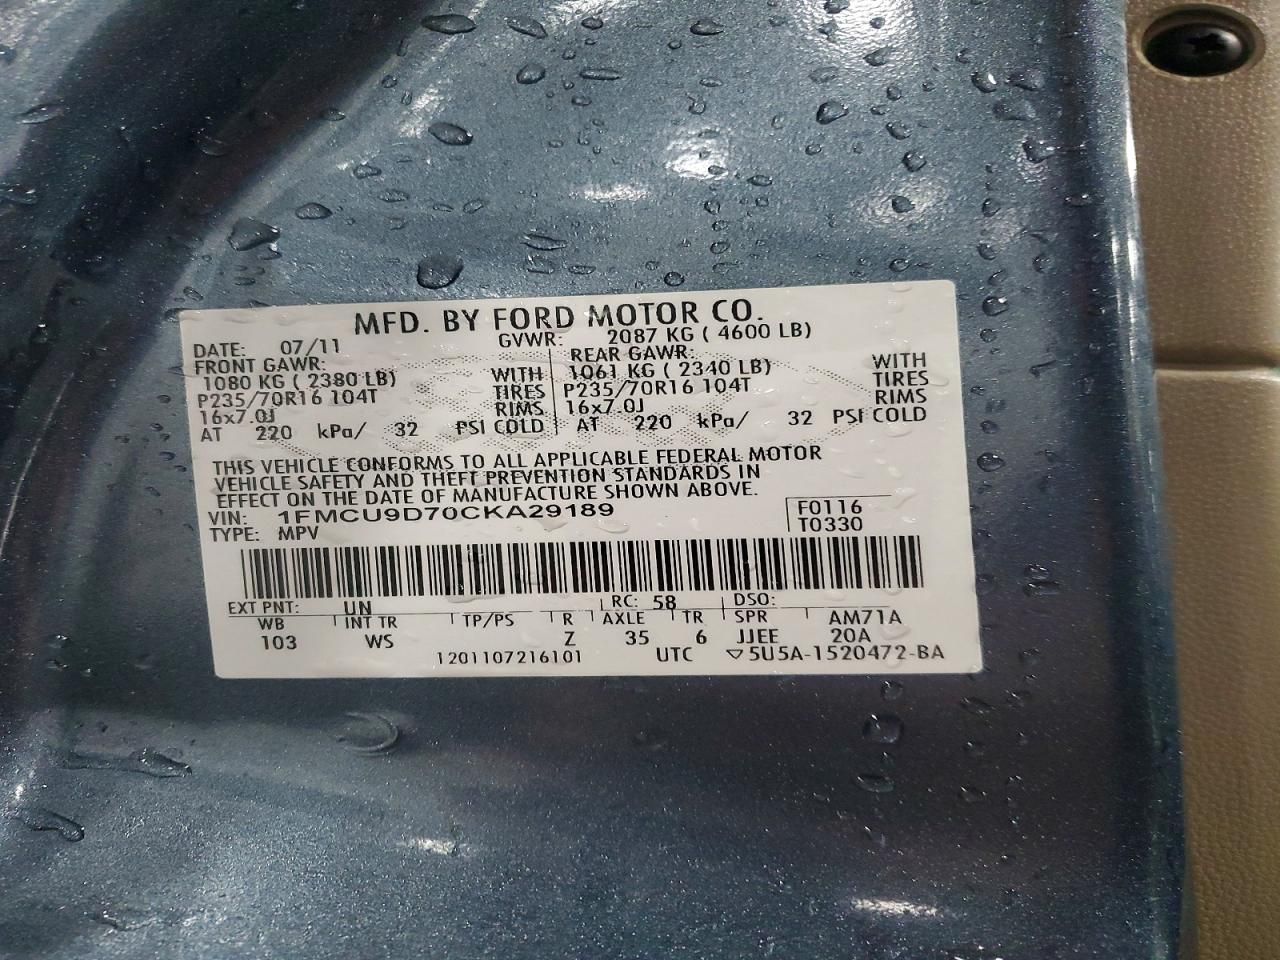 MFD. BY FORD MOTOR CO.
DATE: 07/11 GVWR: 2087 KG ( 4600 LB)
FRONT GAWR: REAR GAWR:
1080 KG ( 2380 LB) WITH 1061 KG ( 2340 LB) WITH
P235/70R16 104T TIRES P235/70R16 104T TIRES
16x7.0J RIMS 16x7.0J RIMS
AT 220 kPa/ 32 PSI COLD AT 220 kPa/ 32 PSI COLD
THIS VEHICLE CONFORMS TO ALL APPLICABLE FEDERAL MOTOR
VEHICLE SAFETY AND THEFT PREVENTION STANDARDS IN
EFFECT ON THE DATE OF MANUFACTURE SHOWN ABOVE.
VIN: 1FMCU9D70CKA29189 F0116
TYPE: MPV T0330
EXT PNT: UN RC: 58 DSO:
WB INT TR TP/PS R AXLE TR SPR AM71A
103 WS Z 35 6 JJEE 20A
1201107216101 UTC ▽5U5A-1520472-BA